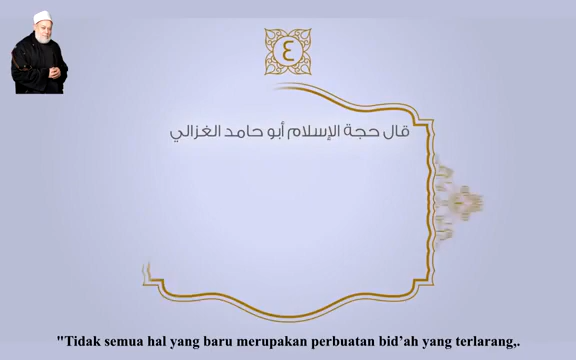 ٤
قال حجة الإسلام أبو حامد الغزالي
"Tidak semua hal yang baru merupakan perbuatan bid’ah yang terlarang,.